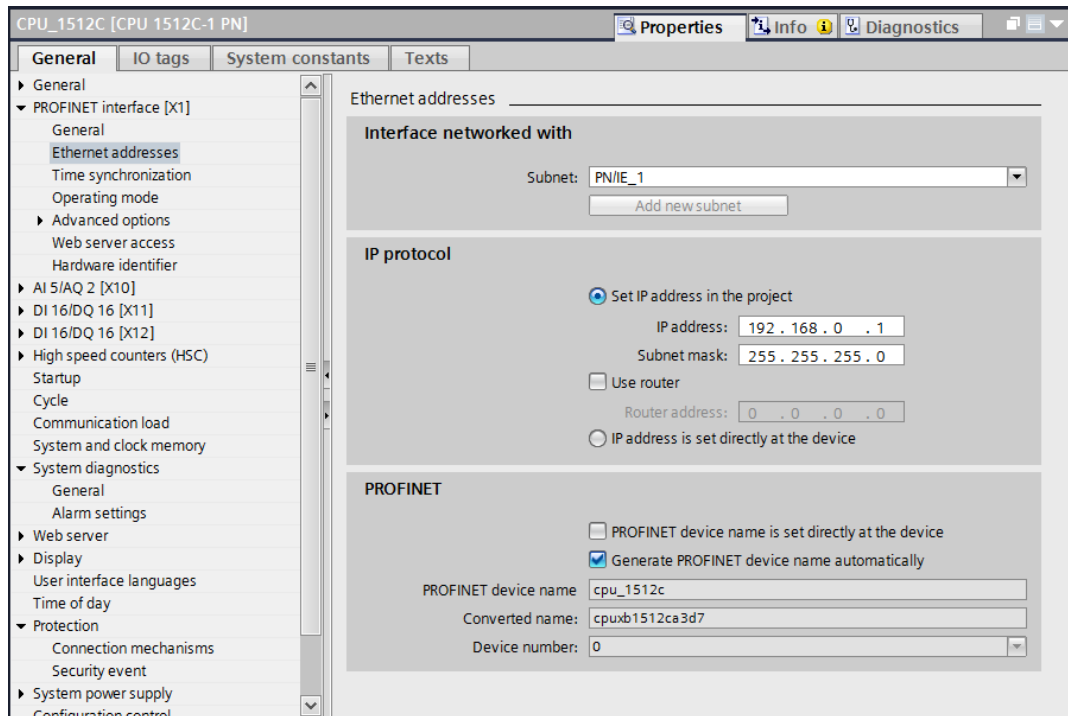 CPU_1512C [CPU 1512C-1 PN]
Properties
Info
Diagnostics
General
IO tags
System constants
Texts
General
PROFINET interface [X1]
General
Ethernet addresses
Time synchronization
Operating mode
Advanced options
Web server access
Hardware identifier
AI 5/AQ 2 [X10]
DI 16/DQ 16 [X11]
DI 16/DQ 16 [X12]
High speed counters (HSC)
Startup
Cycle
Communication load
System and clock memory
System diagnostics
General
Alarm settings
Web server
Display
User interface languages
Time of day
Protection
Connection mechanisms
Security event
System power supply
Configuration control
Ethernet addresses
Interface networked with
Subnet: PN/IE_1
Add new subnet
IP protocol
Set IP address in the project
IP address: 192 . 168 . 0 . 1
Subnet mask: 255 . 255 . 255 . 0
Use router
Router address: 0 . 0 . 0 . 0
IP address is set directly at the device
PROFINET
PROFINET device name is set directly at the device
Generate PROFINET device name automatically
PROFINET device name cpu_1512c
Converted name: cpuxb1512ca3d7
Device number: 0